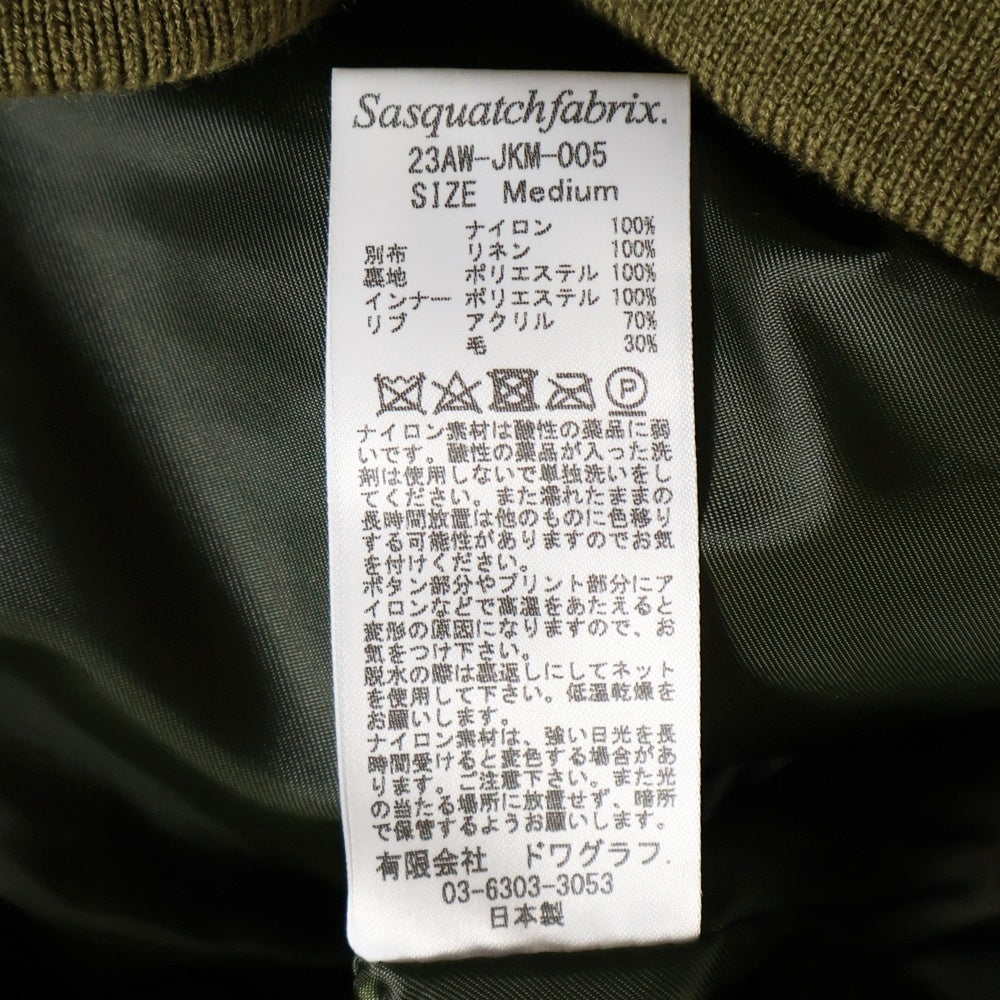 Sasquatchfabrix.
23AW-JKM-005
SIZE Medium
ナイロン 100%
別布 リネン 100%
裏地 ポリエステル 100%
インナー ポリエステル 100%
リブ アクリル 70%
毛 30%
P
ナイロン素材は酸性の薬品に弱
いです。酸性の薬品が入った洗
剤は使用しないで単独洗いをし
てください。また濡れたままの
長時間放置は他のものに色移り
する可能性がありますのでお気
を付けください。
ボタン部分やプリント部分にア
イロンなどで高温をあたえると
変形の原因になりますので、お
気をつけ下さい。
脱水の際は裏返しにしてネット
を使用して下さい。低温乾燥を
お願いします。
ナイロン素材は、強い日光を長
時間受けると変色する場合があ
ります。ご注意下さい。また光
の当たる場所に放置せず、暗所
で保管するようお願いします。
有限会社 ドワグラフ.
03-6303-3053
日本製